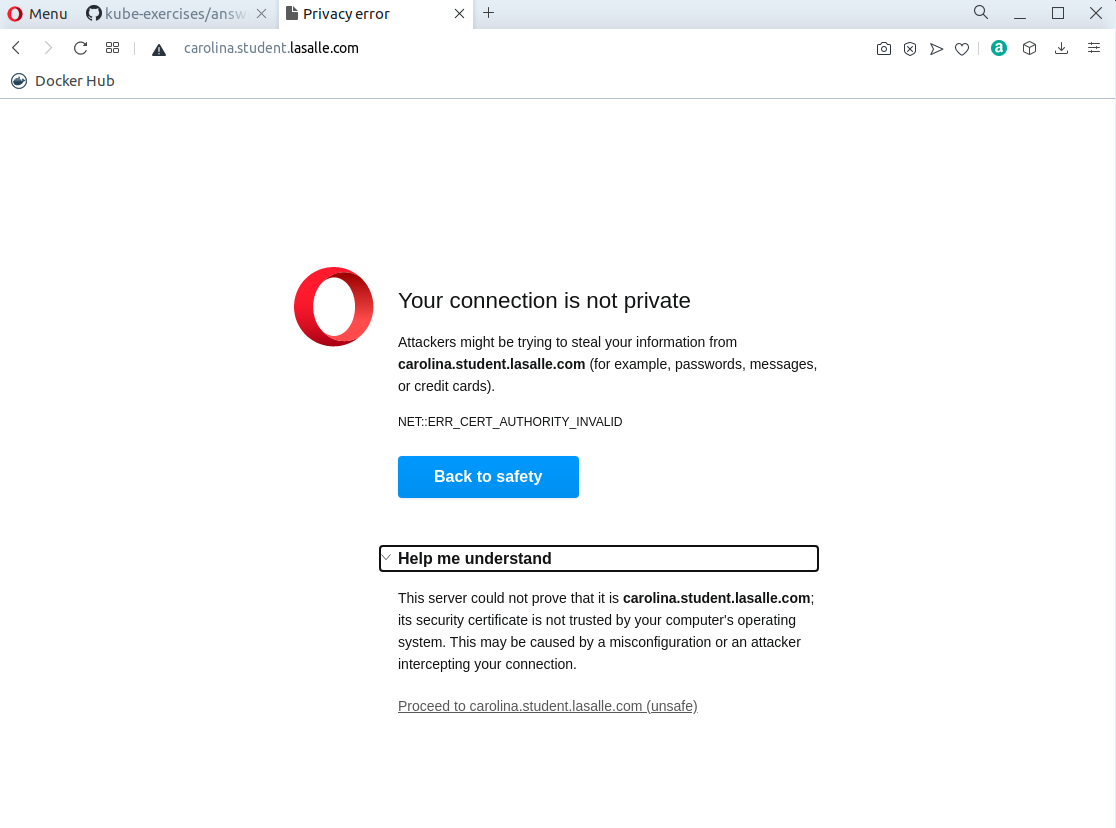 Menu
kube-exercises/answ
Privacy error
carolina.student.lasalle.com
a
Docker Hub
Your connection is not private
Attackers might be trying to steal your information from
carolina.student.lasalle.com (for example, passwords, messages,
or credit cards).
NET::ERR_CERT_AUTHORITY_INVALID
Back to safety
Help me understand
This server could not prove that it is carolina.student.lasalle.com;
its security certificate is not trusted by your computer's operating
system. This may be caused by a misconfiguration or an attacker
intercepting your connection.
Proceed to carolina.student.lasalle.com (unsafe)